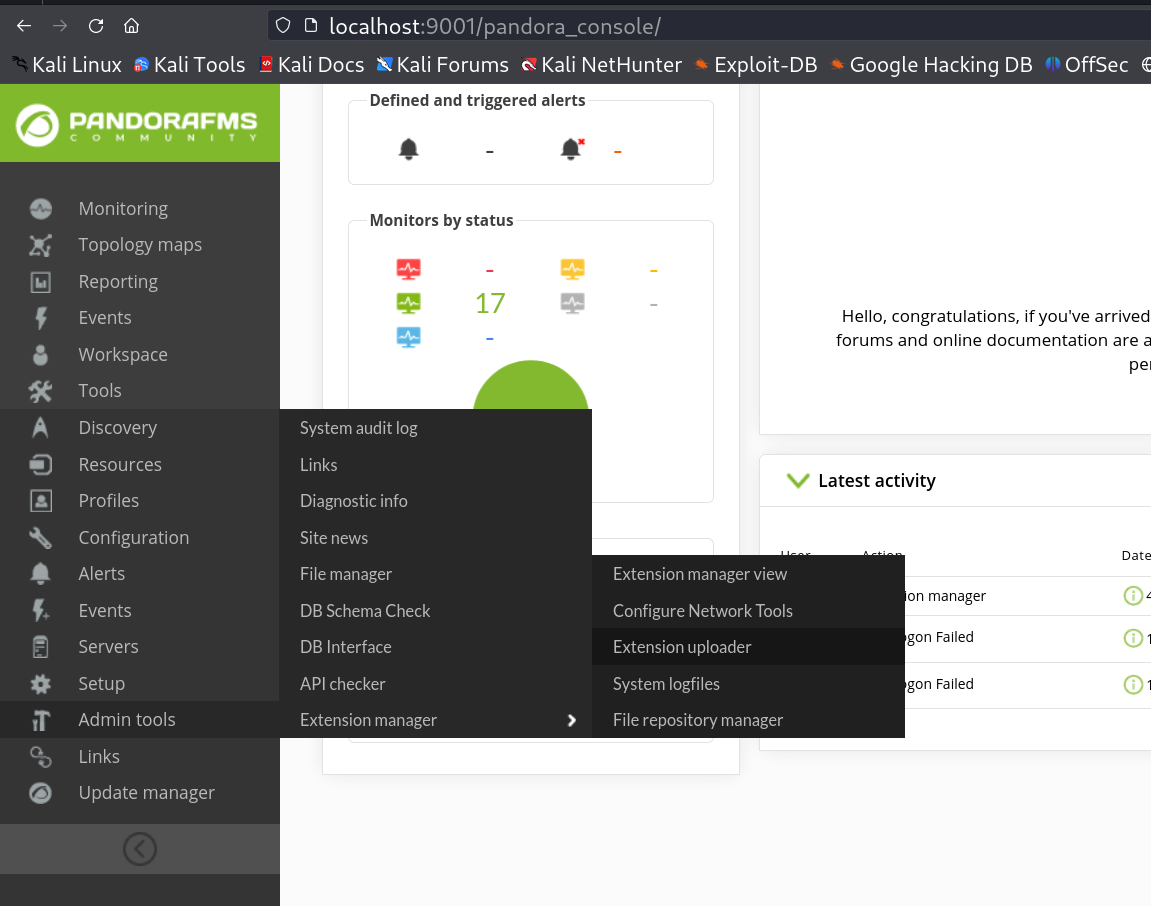 localhost:9001/pandora_console/
Kali Linux Kali Tools Kali Docs Kali Forums Kali NetHunter Exploit-DB Google Hacking DB OffSec
PANDORAFMS
COMMUNITY
Monitoring
Topology maps
Reporting
Events
Workspace
Tools
Discovery
Resources
Profiles
Configuration
Alerts
Events
Servers
Setup
Admin tools
Links
Update manager
System audit log
Links
Diagnostic info
Site news
File manager
DB Schema Check
DB Interface
API checker
Extension manager
Extension manager view
Configure Network Tools
Extension uploader
System logfiles
File repository manager
Defined and triggered alerts
- -
Monitors by status
- -
17 -
-
Hello, congratulations, if you've arrived
forums and online documentation are a
per
Latest activity
User Action Date
ion manager 4
ogon Failed 1
ogon Failed 1